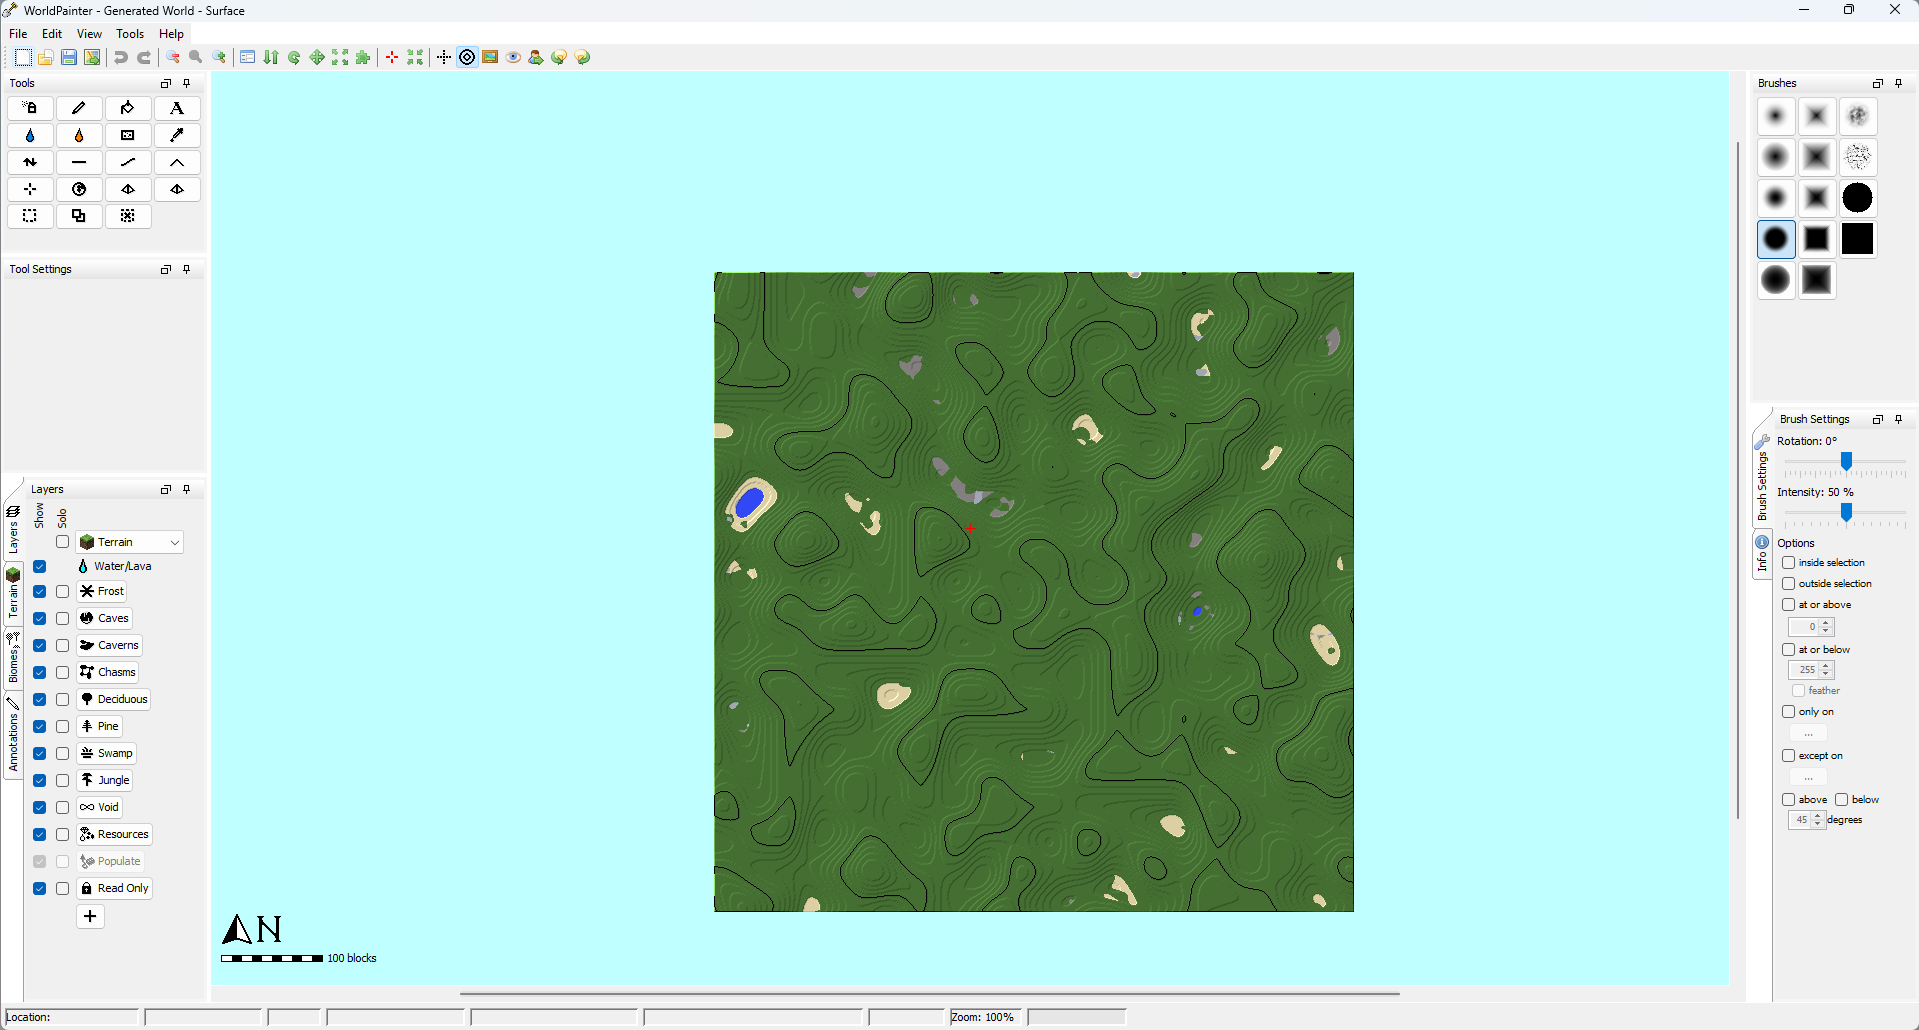 WorldPainter - Generated World - Surface
File Edit View Tools Help
Tools
A
Tool Settings
Layers
Show
Solo
Terrain
Water/Lava
Frost
Caves
Caverns
Chasms
Deciduous
Pine
Swamp
Jungle
Void
Resources
Populate
Read Only
+
Layers
Terrain
Biomes
Annotations
N
100 blocks
Brushes
Brush Settings
Info
Brush Settings
Rotation: 0°
Intensity: 50 %
Options
inside selection
outside selection
at or above
0
at or below
255
feather
only on
...
except on
...
above below
45 degrees
Location:
Zoom: 100%